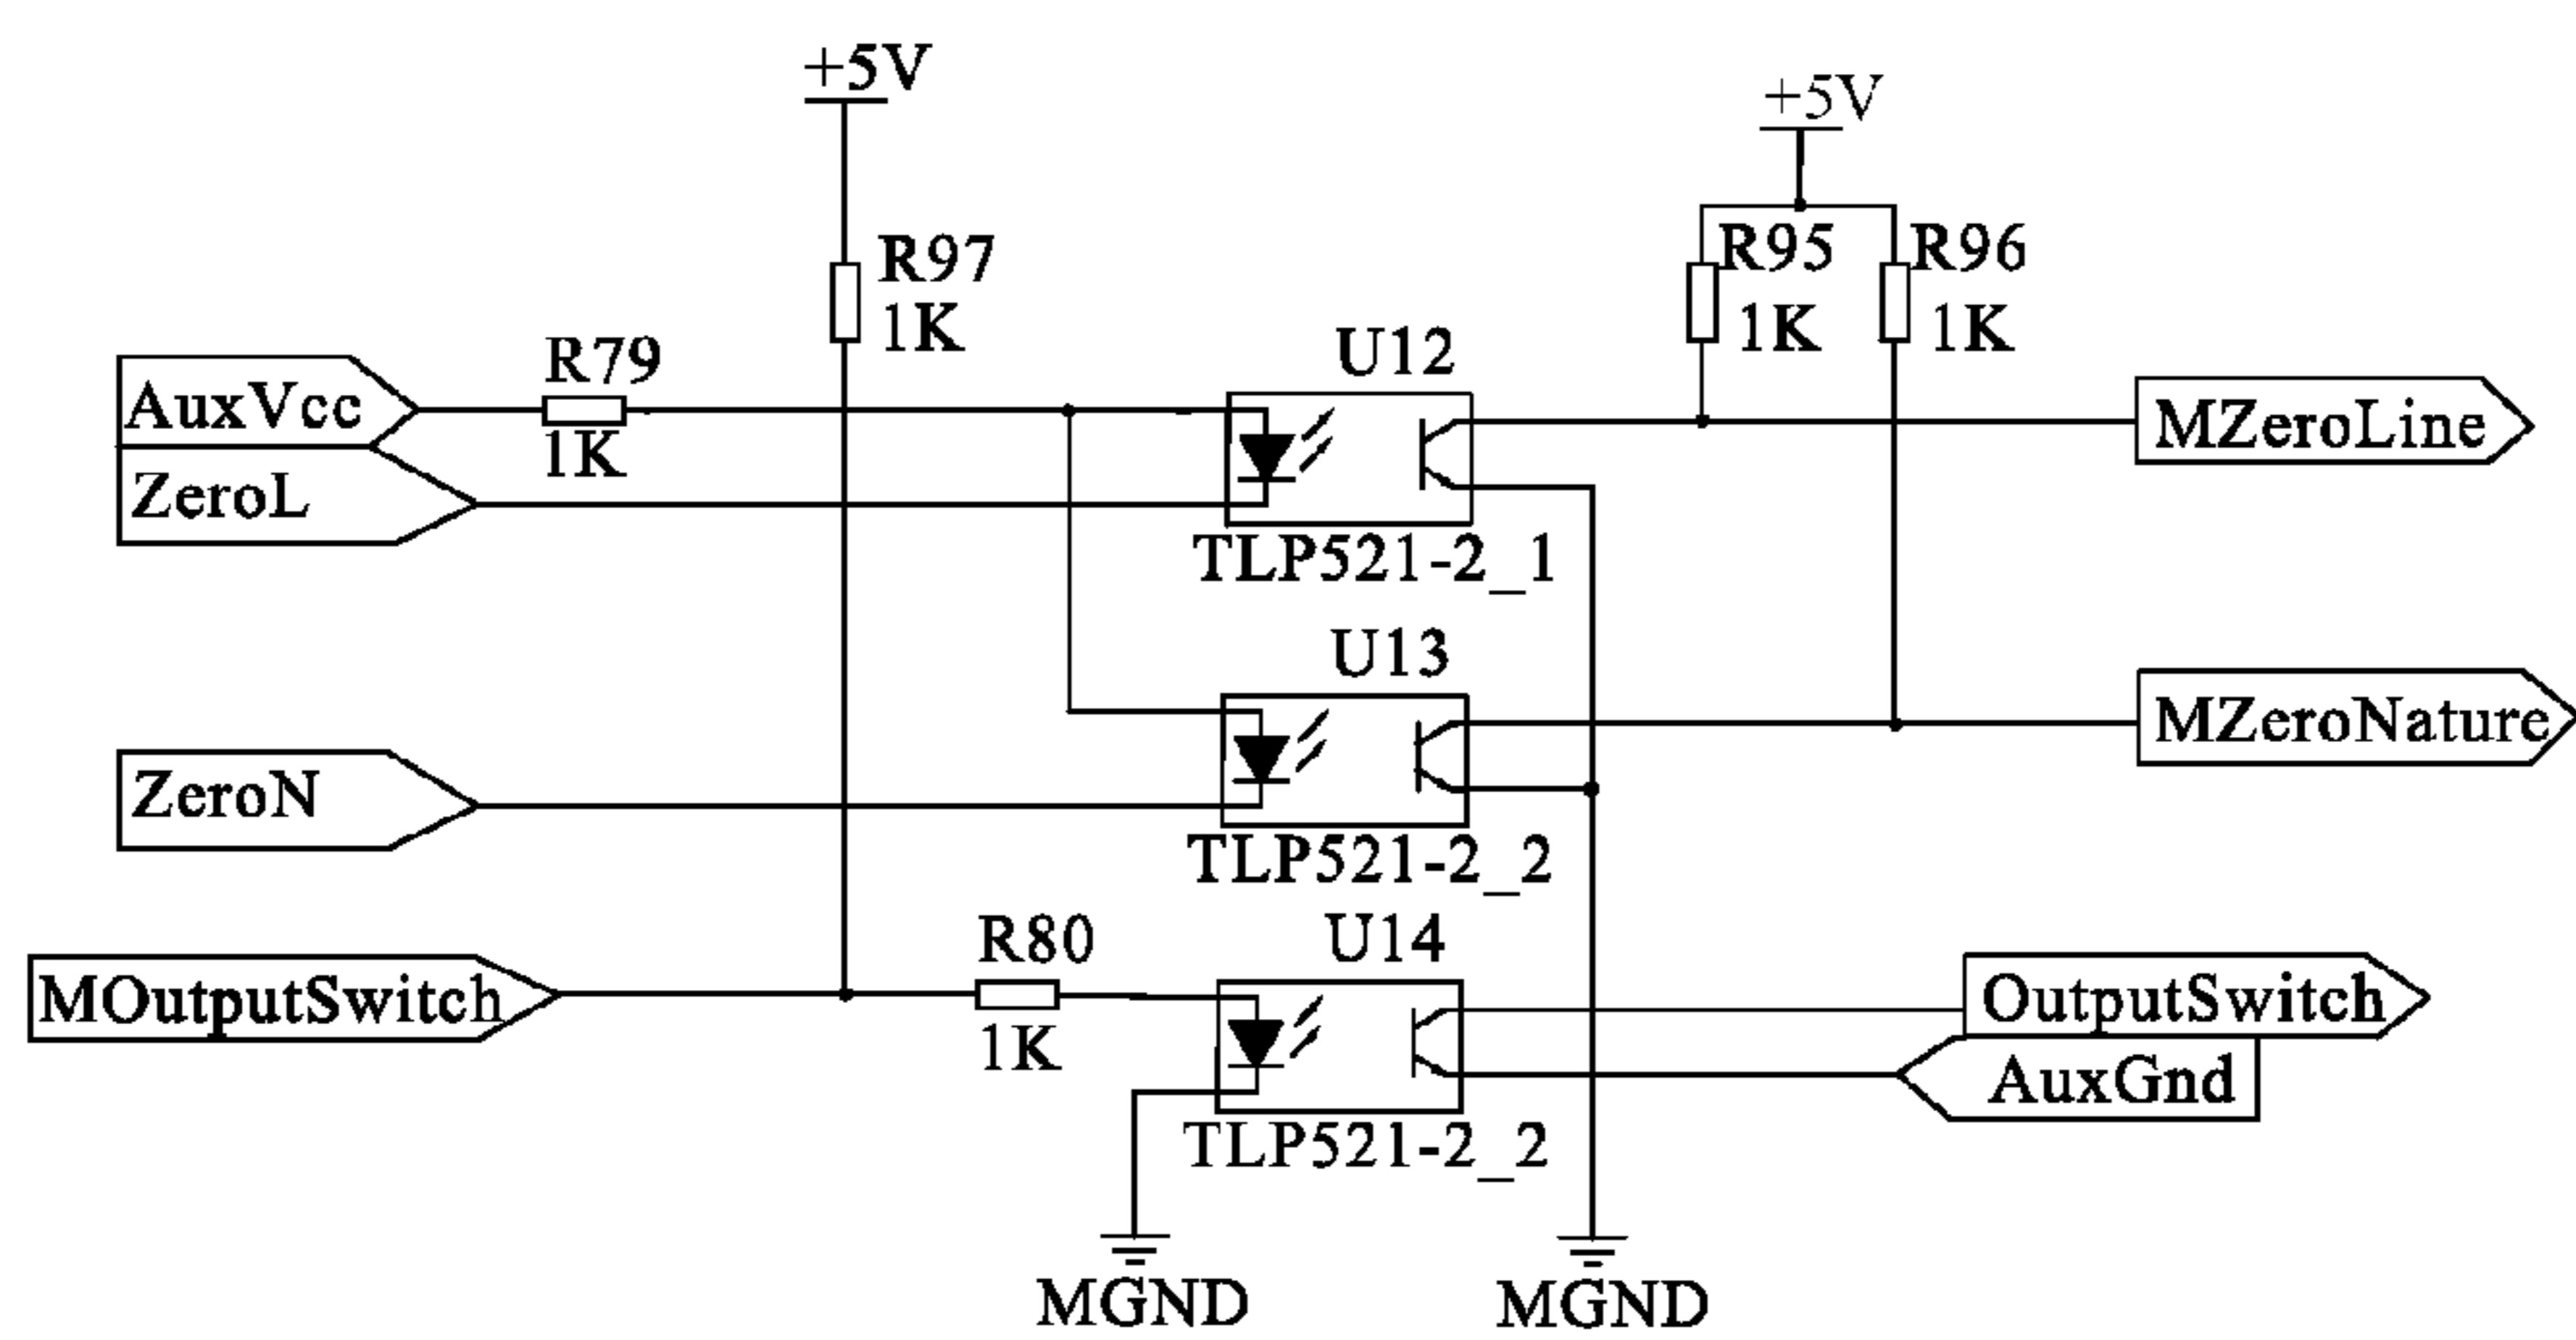 +5V
+5V
R97
1K
R95
1K
R96
1K
R79
1K
U12
AuxVcc
ZeroL
MZeroLine
TLP521-2_1
U13
ZeroN
MZeroNature
TLP521-2_2
R80
1K
U14
MOutputSwitch
OutputSwitch
AuxGnd
TLP521-2_2
MGND
MGND